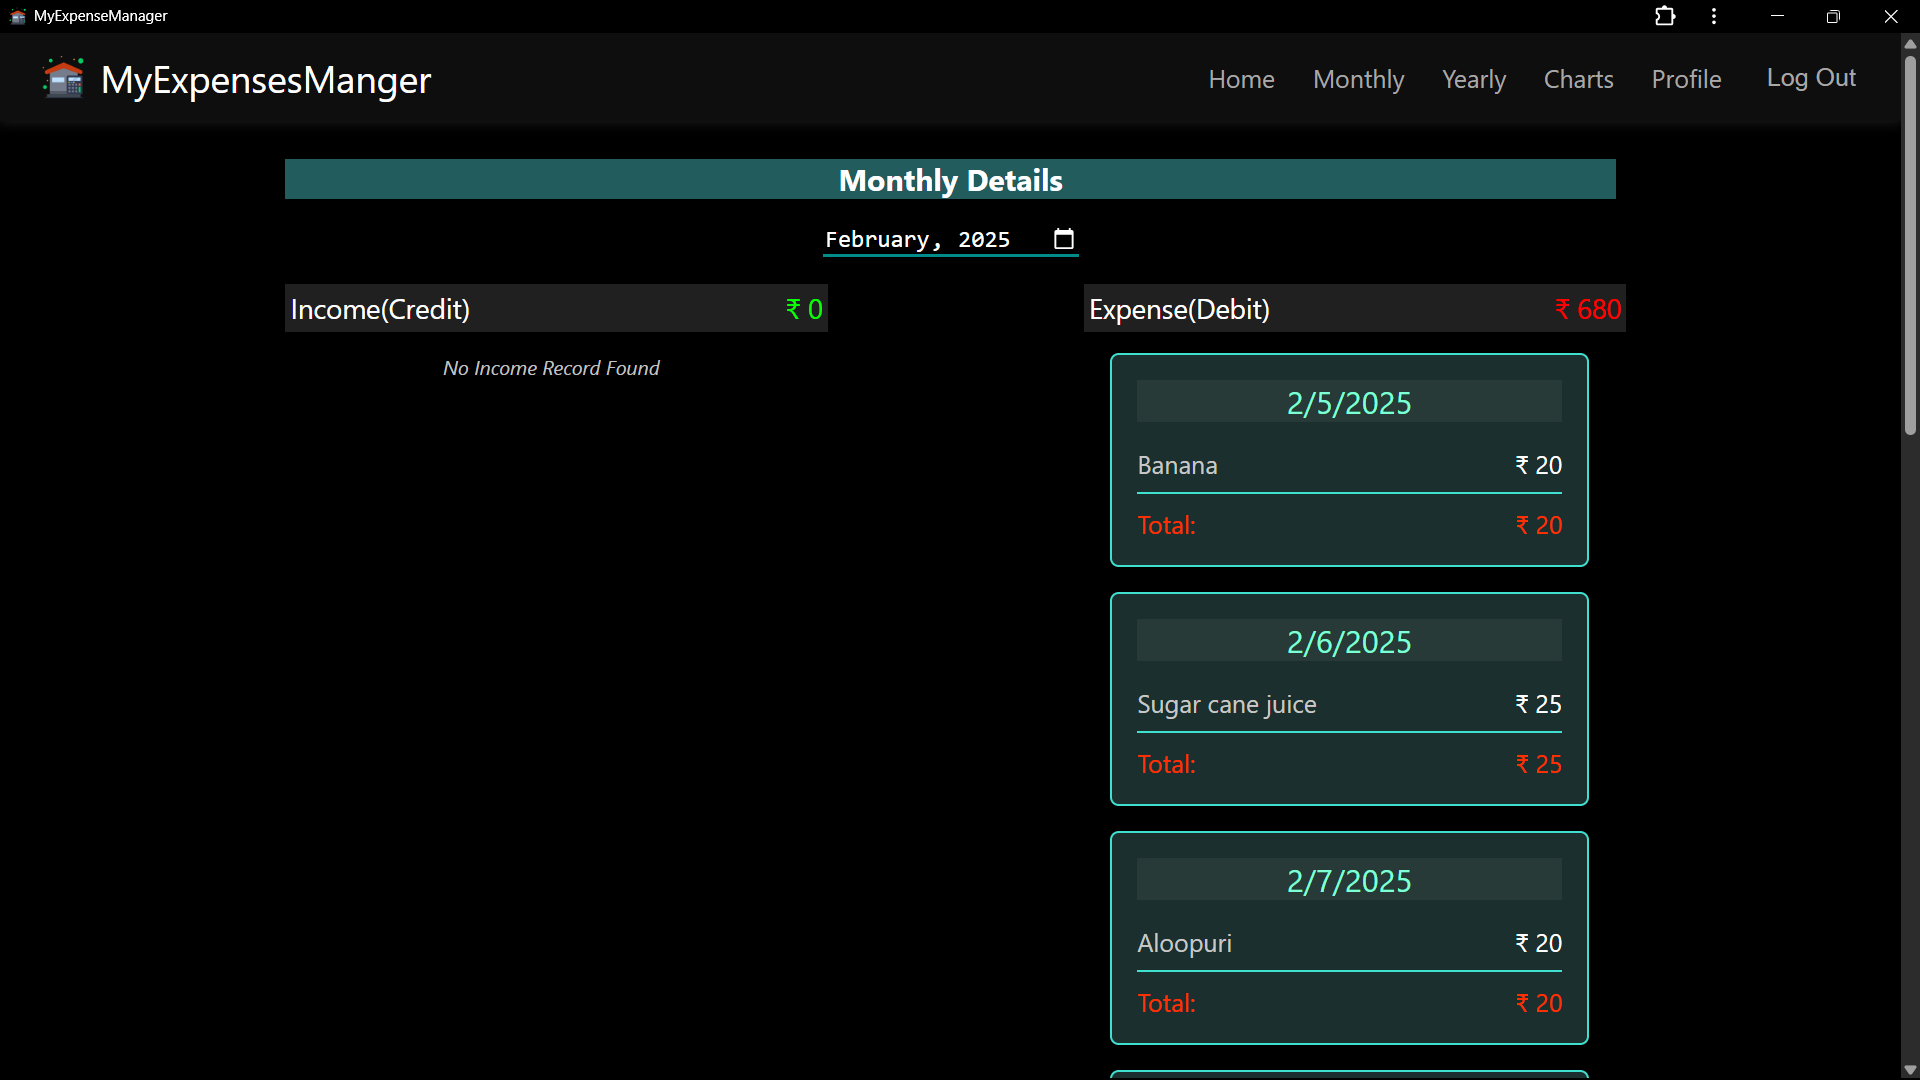 MyExpenseManager
MyExpensesManger
Home Monthly Yearly Charts Profile Log Out
Monthly Details
February, 2025
Income(Credit) ₹ 0
No Income Record Found
Expense(Debit) ₹ 680
2/5/2025
Banana ₹ 20
Total: ₹ 20
2/6/2025
Sugar cane juice ₹ 25
Total: ₹ 25
2/7/2025
Aloopuri ₹ 20
Total: ₹ 20